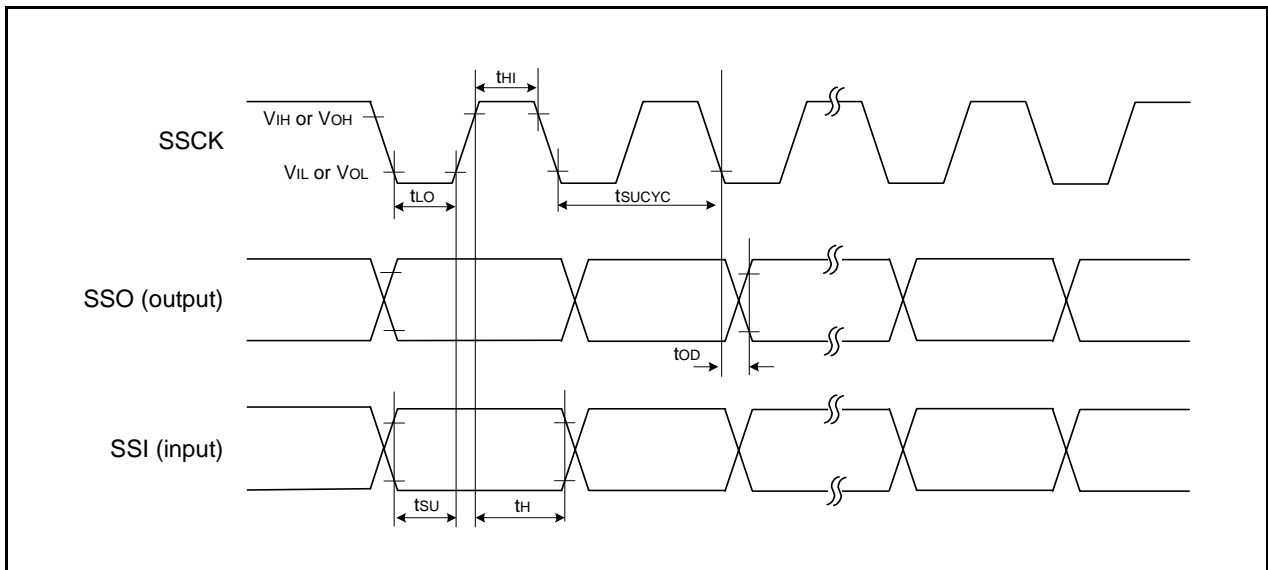 tHI
VIH or VOH
SSCK
VIL or VOL
tLO
tSUCYC
SSO (output)
tOD
SSI (input)
tSU
tH